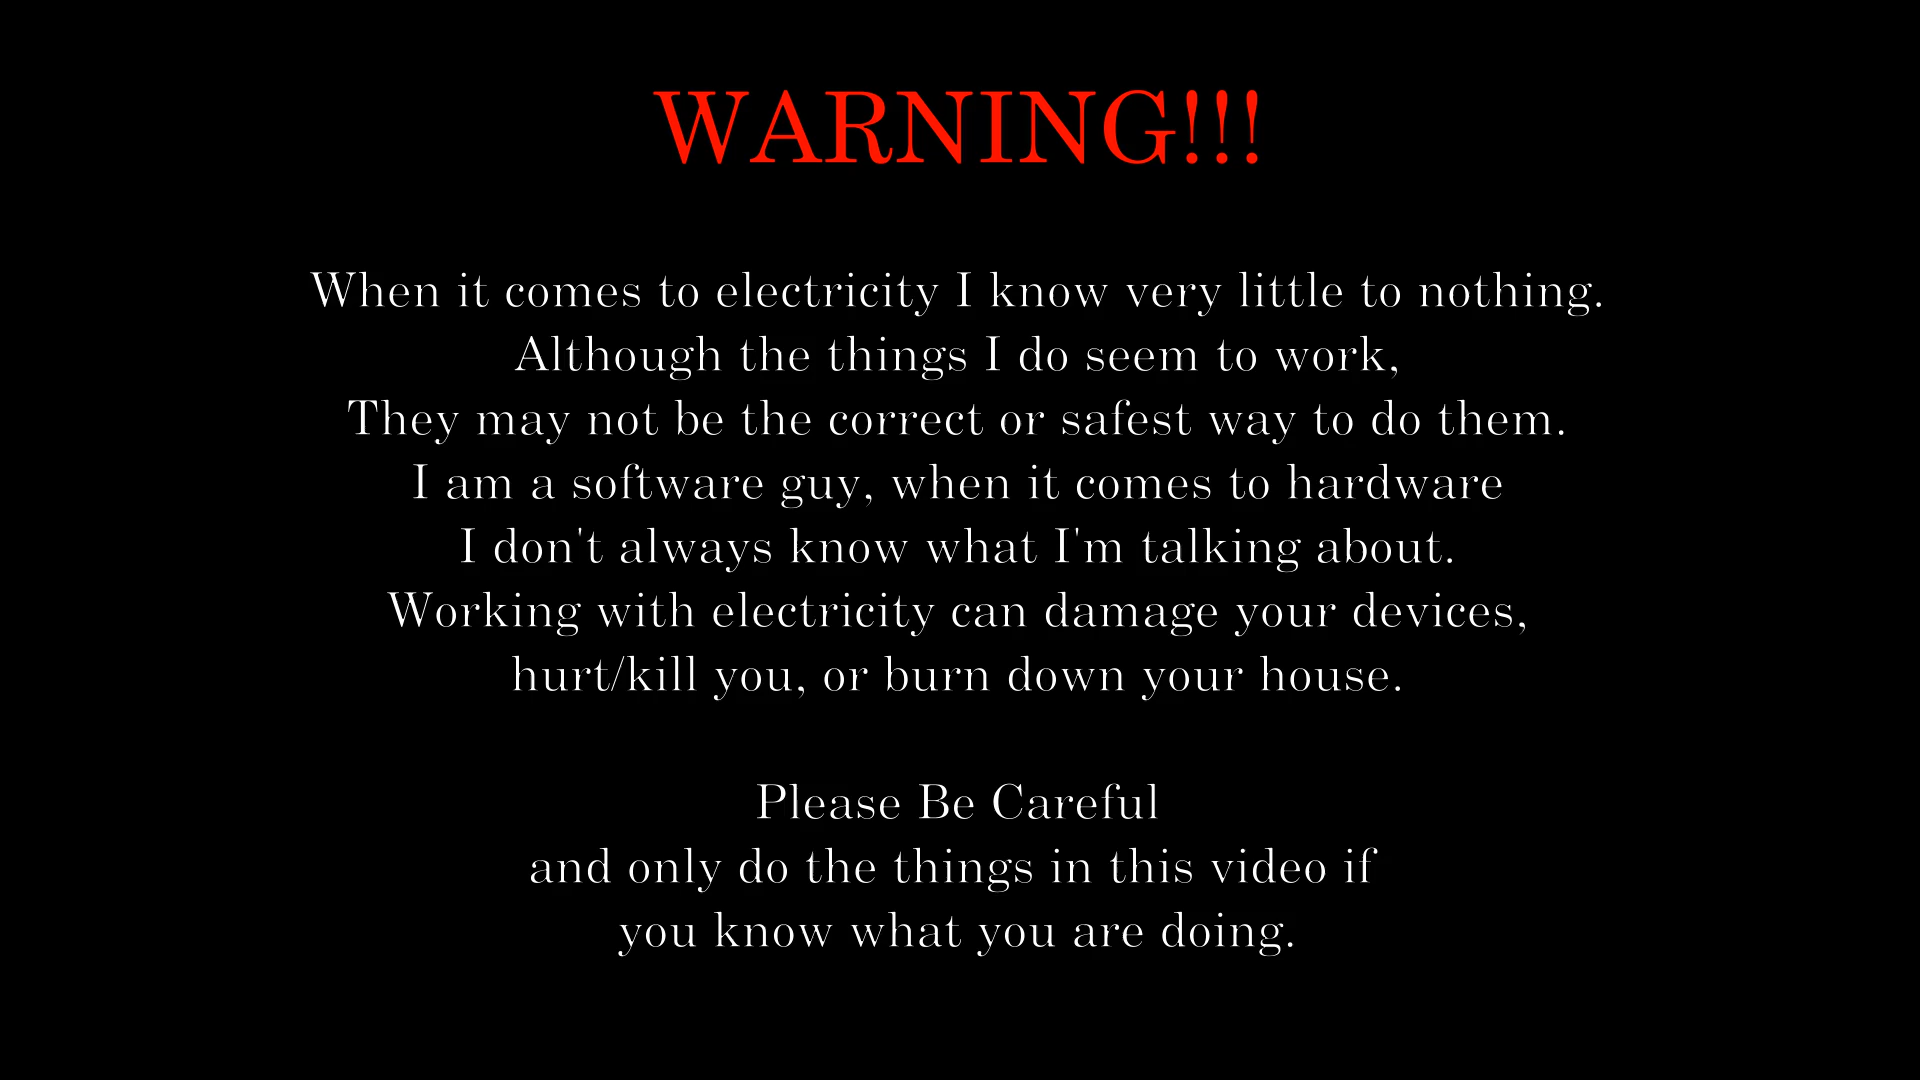 WARNING!!!
When it comes to electricity I know very little to nothing.
Although the things I do seem to work,
They may not be the correct or safest way to do them.
I am a software guy, when it comes to hardware
I don't always know what I'm talking about.
Working with electricity can damage your devices,
hurt/kill you, or burn down your house.
Please Be Careful
and only do the things in this video if
you know what you are doing.